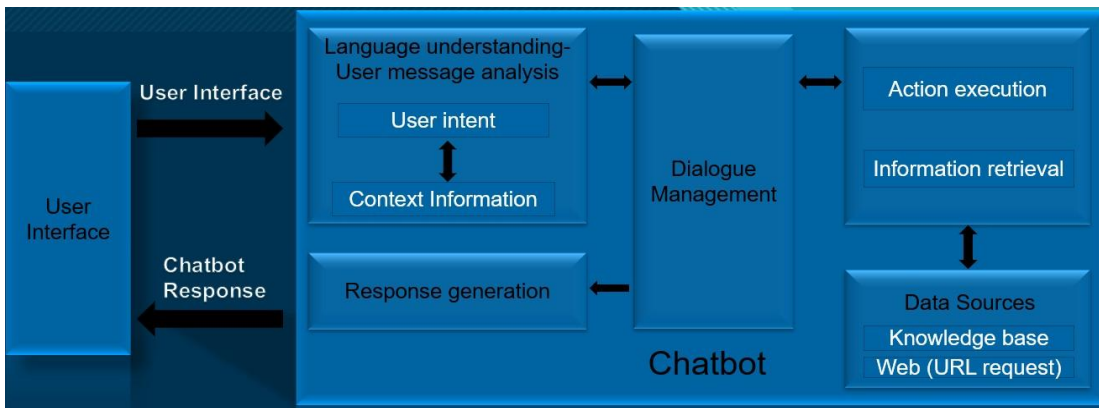 User
Interface
User Interface
Chatbot
Response
Language understanding-
User message analysis
User intent
Context Information
Response generation
Dialogue
Management
Action execution
Information retrieval
Data Sources
Knowledge base
Web (URL request)
Chatbot